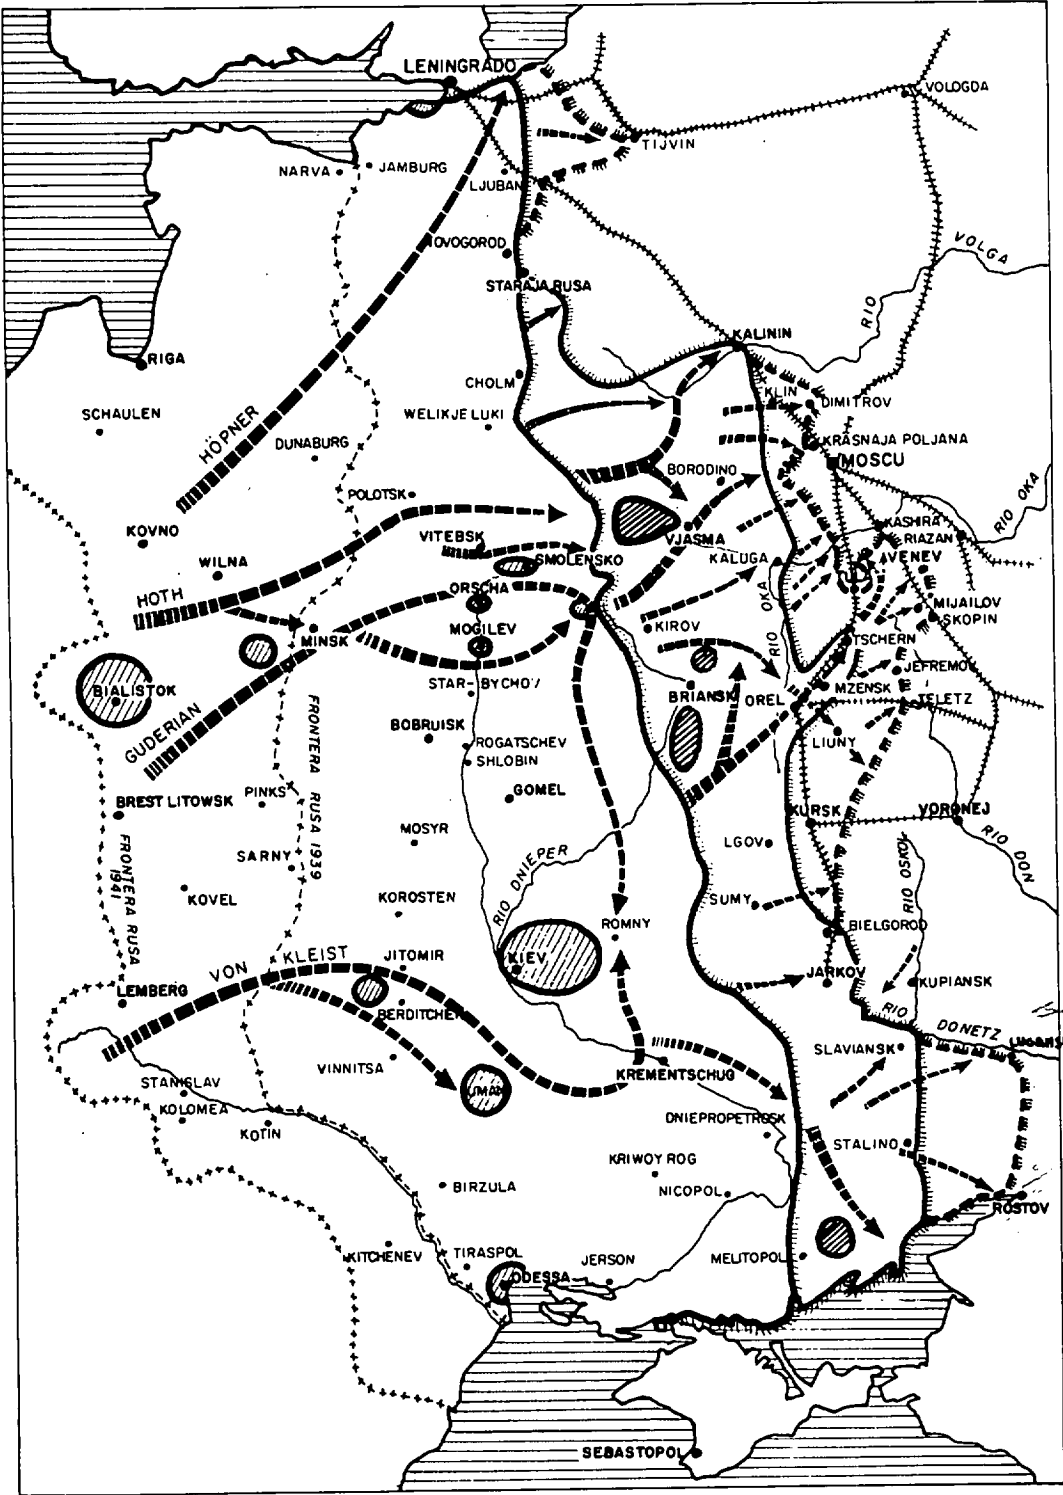 LENINGRADO
VOLOGDA
TIJVIN
NARVA
JAMBURG
LJUBAN
NOVOGOROD
VOLGA
RIO
STARAJA RUSA
RIGA
KALININ
CHOLM
KLIN
DIMITROV
SCHAULEN
WELIKJE LUKI
HÖPNER
DUNABURG
KRASNAJA POLJANA
MOSCU
BORODINO
POLOTSK
RIO OKA
KOVNO
VITEBSK
VJASMA
KASHIRA
RIAZAN
WILNA
SMOLENSKO
KALUGA
VENEV
HOTH
ORSCHA
RIO OKA
MIJAILOV
MINSK
MOGILEV
KIROV
SKOPIN
TSCHERN
BIALISTOK
STAR-BYCHO
BRIANSK
OREL
MZENSK
JEFREMOV
TELETZ
GUDERIAN
BOBRUISK
ROGATSCHEV
SHLOBIN
LIUNY
FRONTERA RUSA 1939
PINKS
GOMEL
BREST LITOWSK
KURSK
VORONEJ
MOSYR
LGOV
RIO DON
SARNY
RIO DNIEPER
RIO OSKOL
FRONTERA RUSA
1941
KOVEL
KOROSTEN
SUMY
ROMNY
BIELGOROD
VON KLEIST
JITOMIR
KIEV
JARKOV
KUPIANSK
LEMBERG
BERDITCHEV
RIO DONETZ
SLAVIANSK
LUGANSK
VINNITSA
KREMENTSCHUG
STANISLAV
UMAN
KOLOMEA
DNIEPROPETROSK
KOTIN
STALINO
KRIWOY ROG
BIRZULA
NICOPOL
ROSTOV
KITCHENEV
TIRASPOL
JERSON
MELITOPOL
ODESSA
SEBASTOPOL